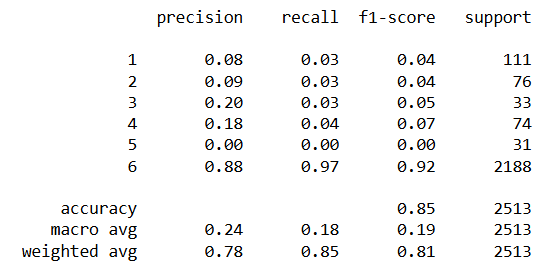 precision recall f1-score support
1 0.08 0.03 0.04 111
2 0.09 0.03 0.04 76
3 0.20 0.03 0.05 33
4 0.18 0.04 0.07 74
5 0.00 0.00 0.00 31
6 0.88 0.97 0.92 2188
accuracy 0.85 2513
macro avg 0.24 0.18 0.19 2513
weighted avg 0.78 0.85 0.81 2513